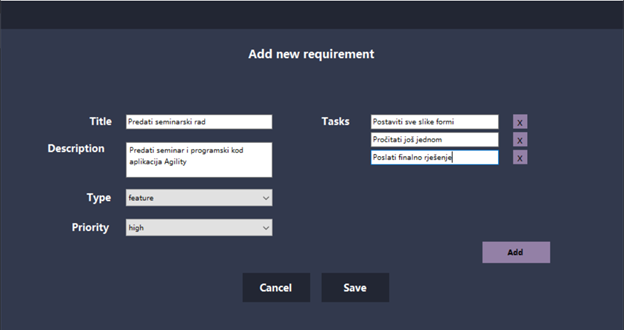 Add new requirement
Title
Predati seminarski rad
Description
Predati seminar i programski kod
aplikacija Agility
Type
feature
Priority
high
Tasks
Postaviti sve slike formi
X
Pročitati još jednom
X
Poslati finalno rješenje
X
Add
Cancel
Save